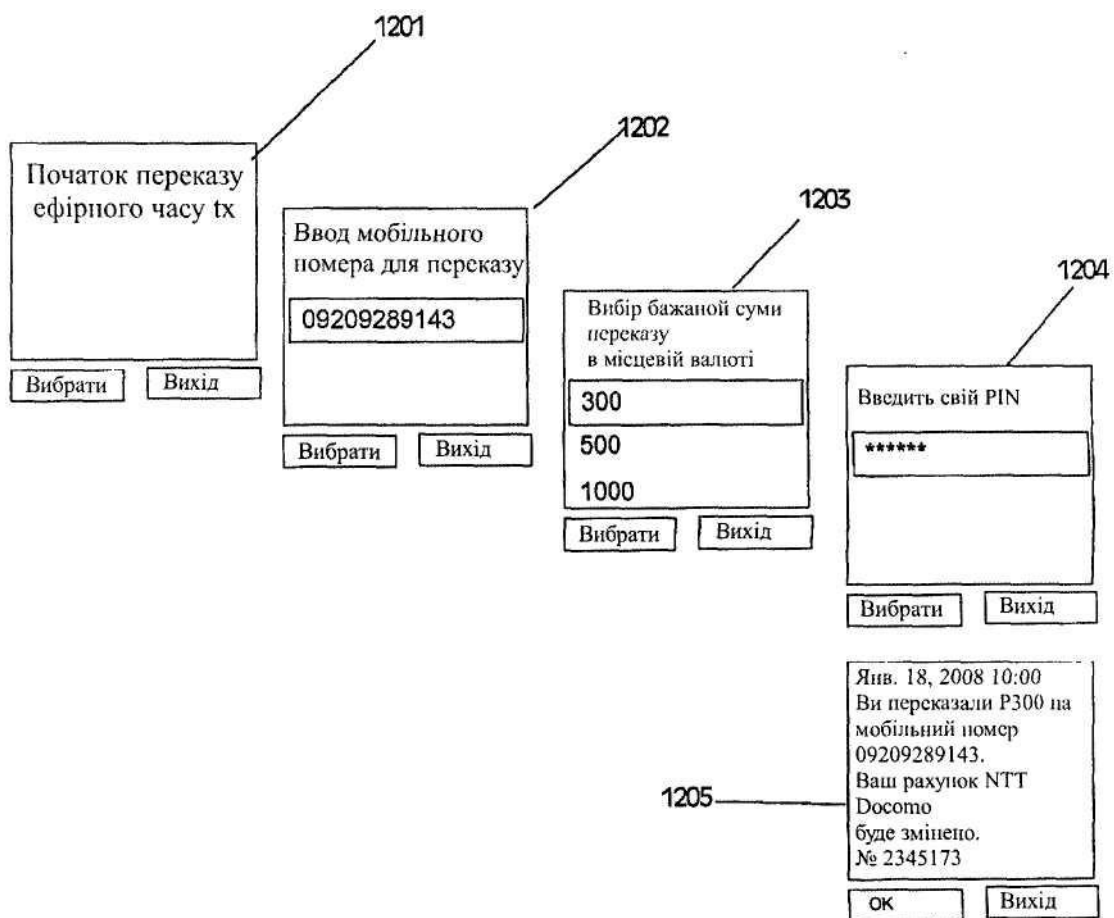 1201
Початок переказу
ефірного часу tx
Вибрати
Вихід
1202
Ввод мобільного
номера для переказу
09209289143
Вибрати
Вихід
1203
Вибір бажаної суми
переказу
в місцевій валюті
300
500
1000
Вибрати
Вихід
1204
Введить свій PIN
******
Вибрати
Вихід
1205
Янв. 18, 2008 10:00
Ви переказали P300 на
мобільний номер
09209289143.
Ваш рахунок NTT
Docomo
буде змінено.
№ 2345173
OK
Вихід